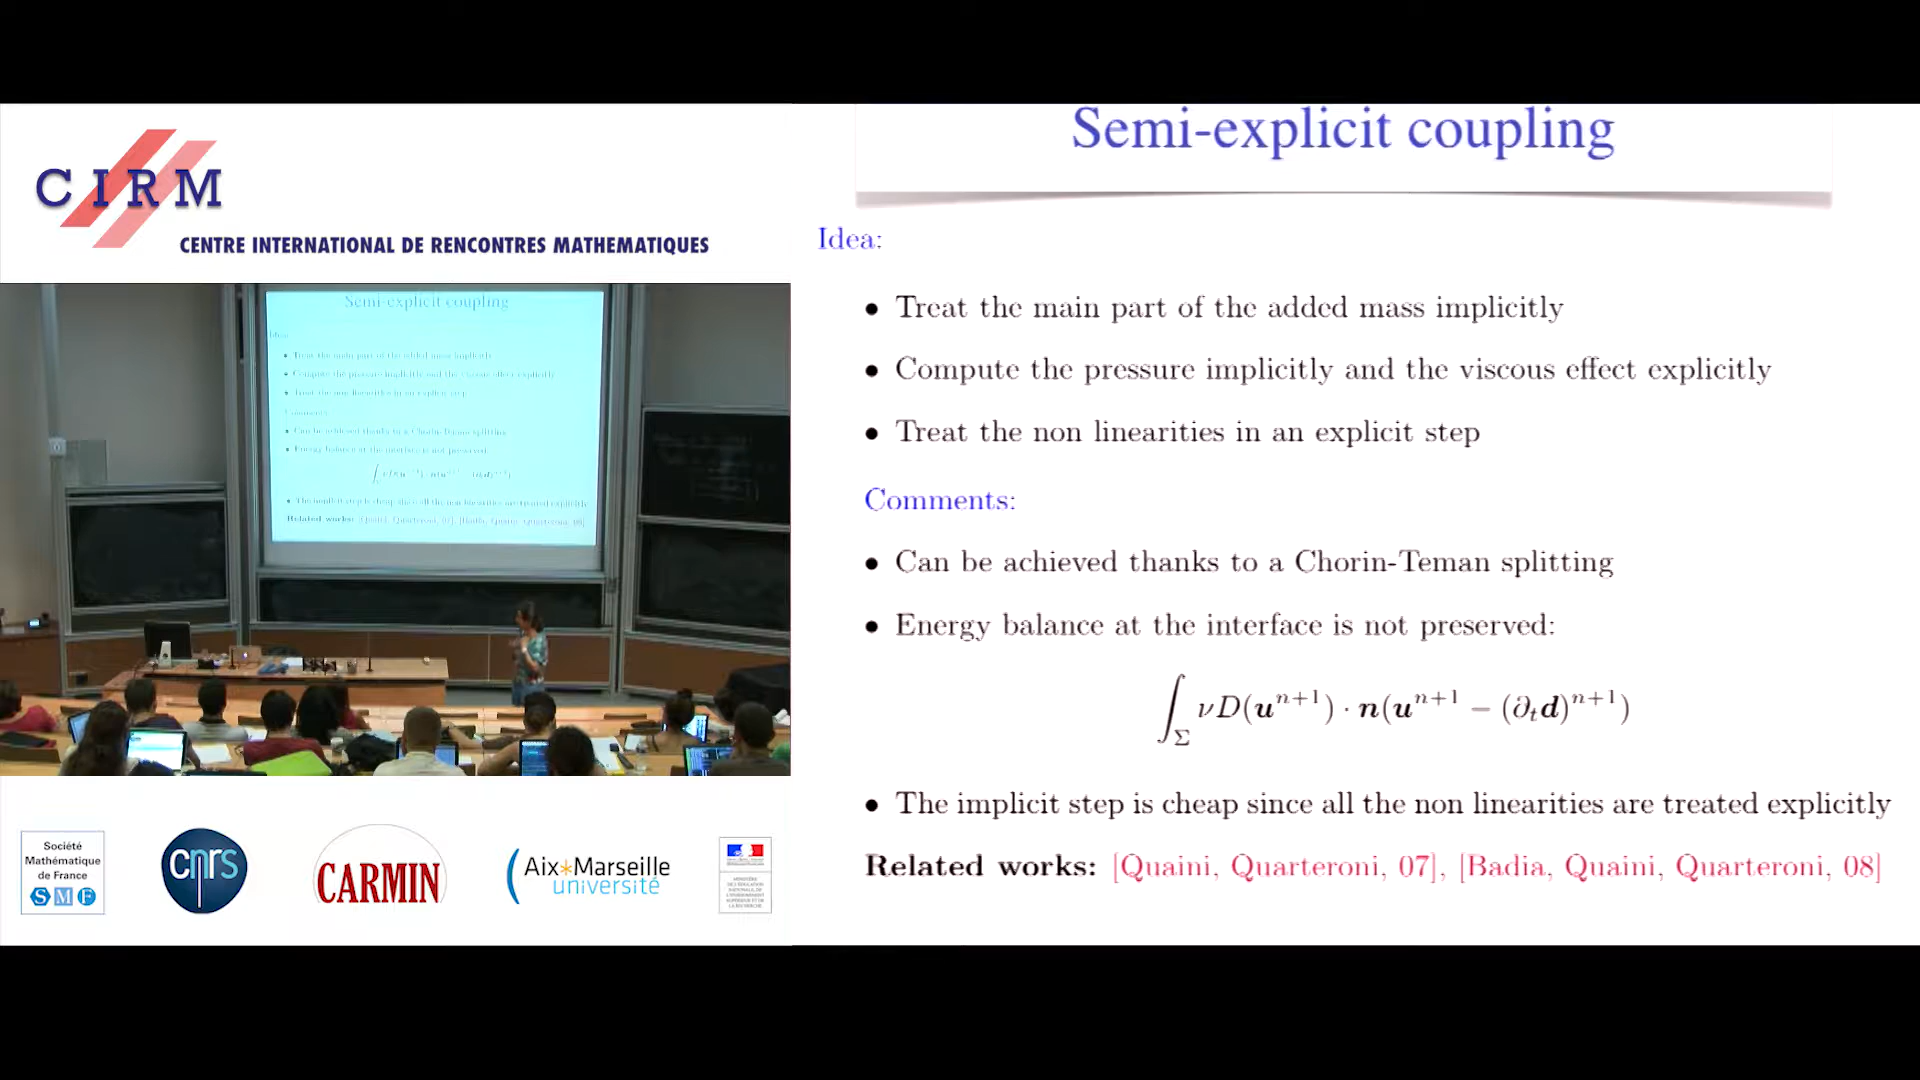 CIRM
CENTRE INTERNATIONAL DE RENCONTRES MATHEMATIQUES
Semi-explicit coupling
Idea:
• Treat the main part of the added mass implicitly
• Compute the pressure implicitly and the viscous effect explicitly
• Treat the non linearities in an explicit step
Comments:
• Can be achieved thanks to a Chorin-Teman splitting
• Energy balance at the interface is not preserved:
∫_Σ νD(u^{n+1}) · n(u^{n+1} − (∂_t d)^{n+1})
• The implicit step is cheap since all the non linearities are treated explicitly
Related works: [Quaini, Quarteroni, 07], [Badia, Quaini, Quarteroni, 08]
Semi-explicit coupling
Société
Mathématique
de France
S M F
cnrs
CARMIN
Aix*Marseille
université